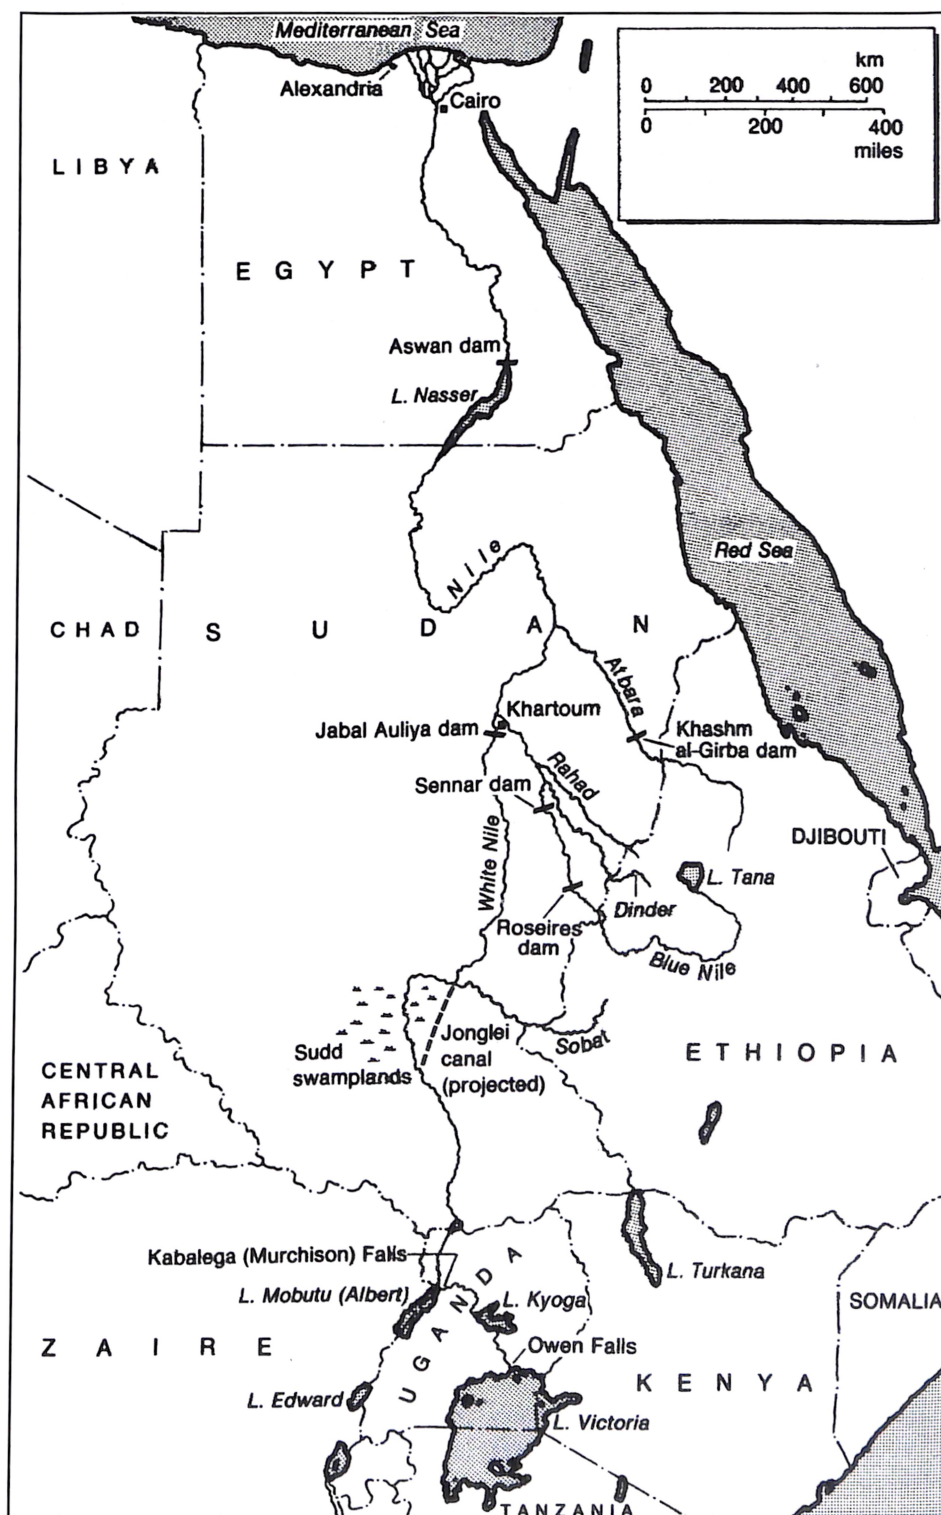 Mediterranean Sea
km
0 200 400 600
0 200 400
miles
Alexandria
Cairo
LIBYA
EGYPT
Aswan dam
L. Nasser
Red Sea
Nile
CHAD
SUDAN
Atbara
Khartoum
Jabal Auliya dam
Khashm
al-Girba dam
Rahad
Sennar dam
White Nile
DJIBOUTI
L. Tana
Dinder
Roseires
dam
Blue Nile
Sobat
Jonglei
canal
(projected)
Sudd
swamplands
ETHIOPIA
CENTRAL
AFRICAN
REPUBLIC
Kabalega (Murchison) Falls
L. Turkana
L. Mobutu (Albert)
L. Kyoga
UGANDA
SOMALIA
ZAIRE
Owen Falls
KENYA
L. Edward
L. Victoria
TANZANIA